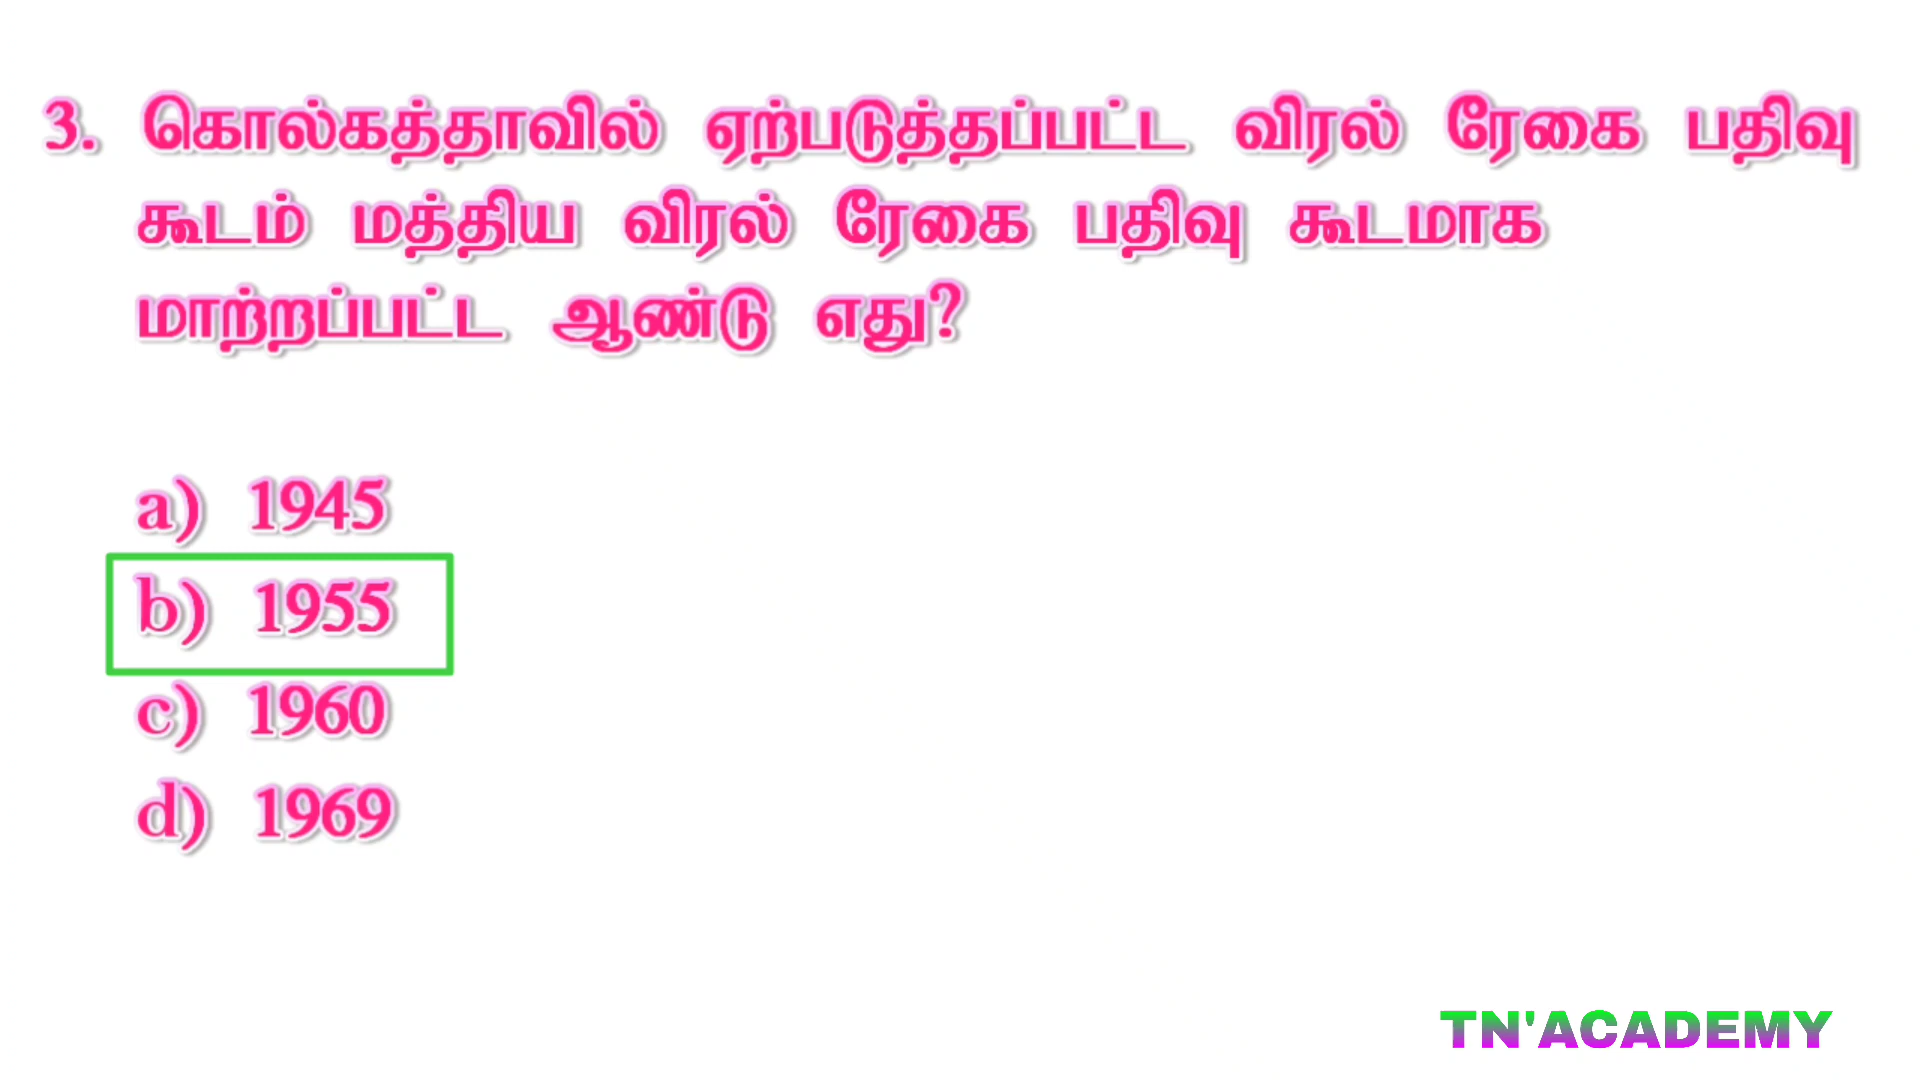 3. கொல்கத்தாவில் ஏற்படுத்தப்பட்ட விரல் ரேகை பதிவு
கூடம் மத்திய விரல் ரேகை பதிவு கூடமாக
மாற்றப்பட்ட ஆண்டு எது?
a) 1945
b) 1955
c) 1960
d) 1969
TN'ACADEMY